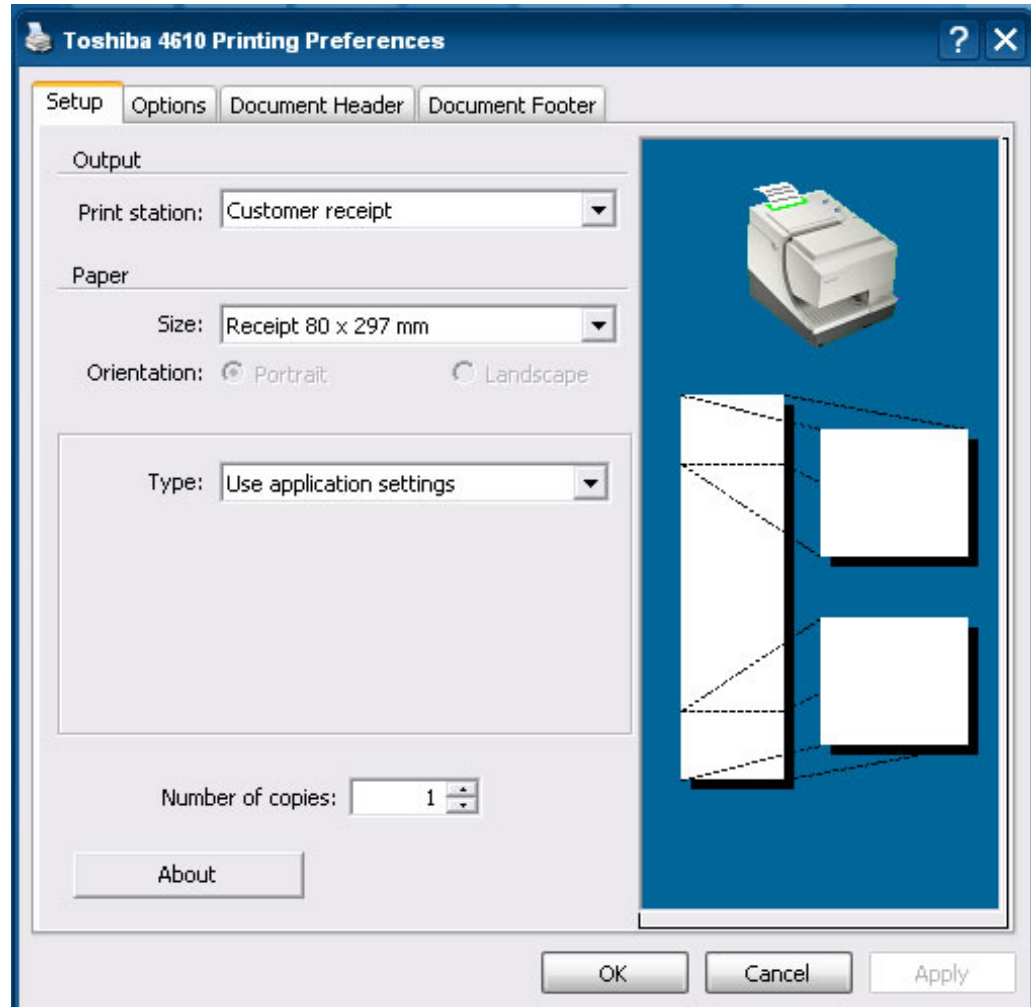 Toshiba 4610 Printing Preferences
Setup Options Document Header Document Footer
Output
Print station: Customer receipt
Paper
Size: Receipt 80 x 297 mm
Orientation: Portrait Landscape
Type: Use application settings
Number of copies: 1
About
OK Cancel Apply